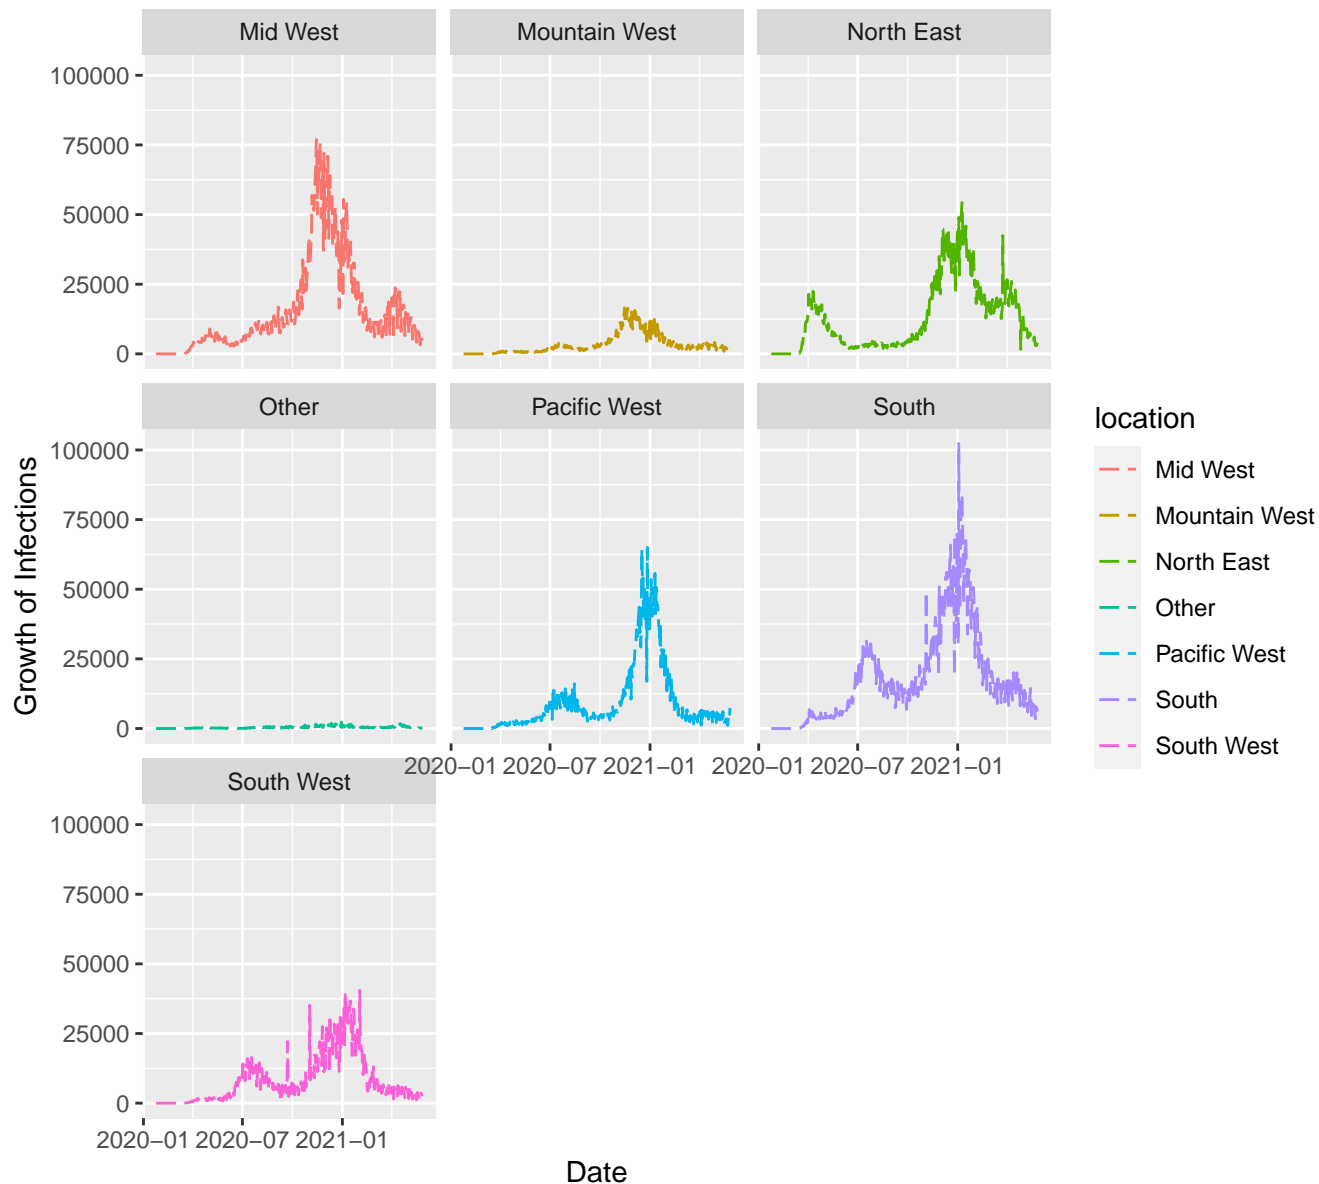 Mid West
Mountain West
North East
100000
75000
50000
25000
0
Other
Pacific West
South
100000
75000
50000
25000
0
2020−01 2020−07 2021−01
2020−01 2020−07 2021−01
South West
100000
75000
50000
25000
0
2020−01 2020−07 2021−01
Growth of Infections
Date
location
Mid West
Mountain West
North East
Other
Pacific West
South
South West